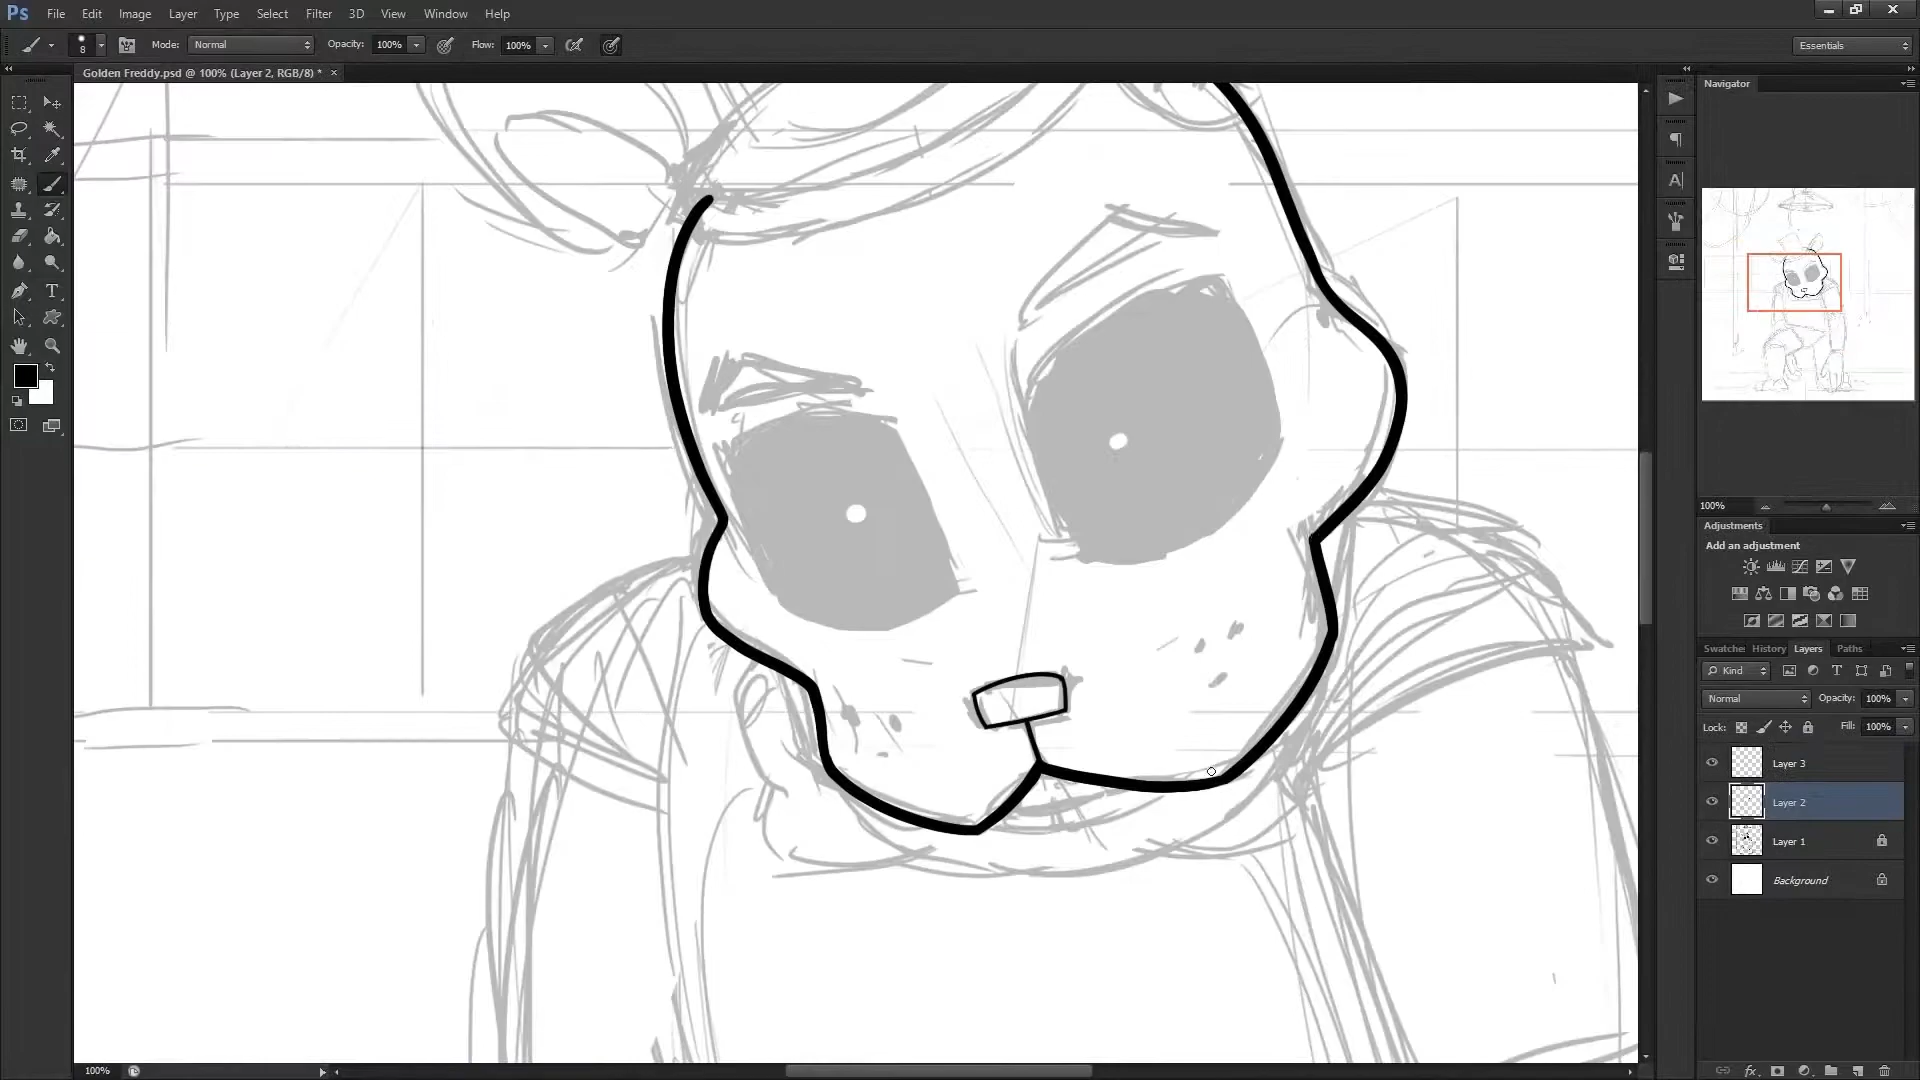 Ps File Edit Image Layer Type Select Filter 3D View Window Help
8 Mode: Normal Opacity: 100% Flow: 100% Essentials
Golden Freddy.psd @ 100% (Layer 2, RGB/8) * ×
Navigator
100%
Adjustments
Add an adjustment
Swatches History Layers Paths
Kind
Normal Opacity: 100%
Lock: Fill: 100%
Layer 3
Layer 2
Layer 1
Background
100%